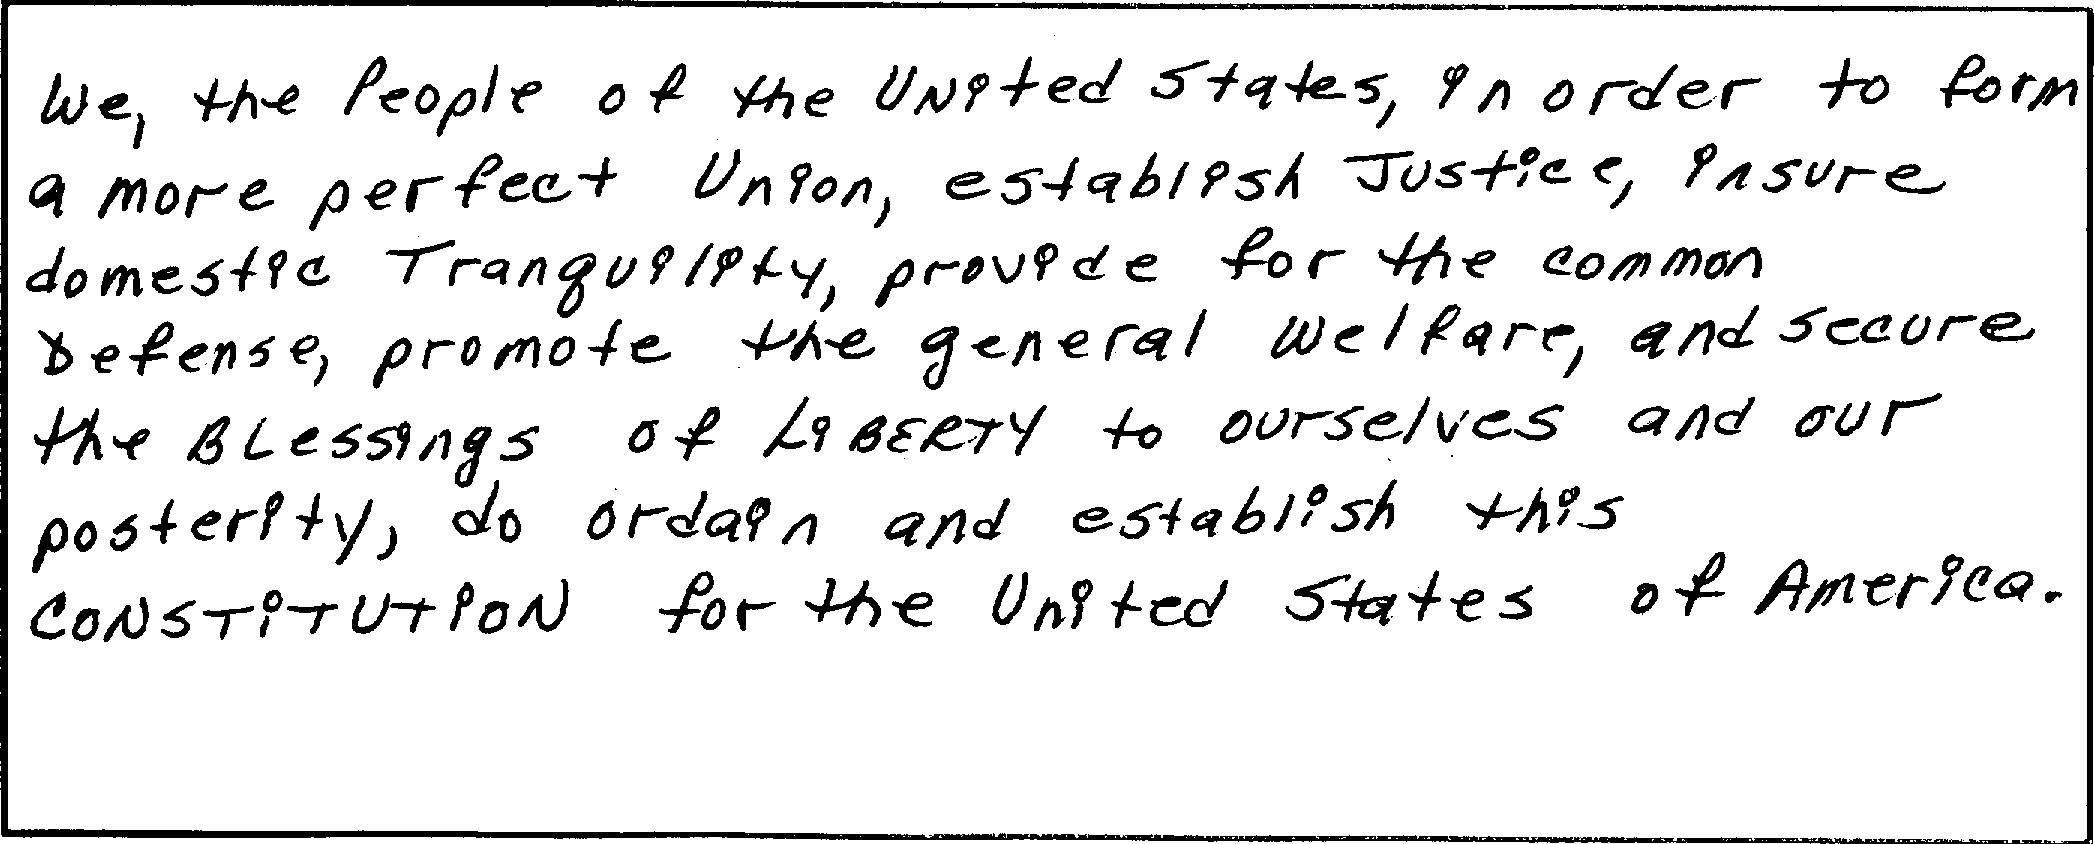 We, the People of the UNited States, in order to form
a more perfect Union, establish Justice, insure
domestic Tranquility, provide for the common
Defense, promote the general Welfare, and secure
the BLessings of LiBERTY to ourselves and our
posterity, do ordain and establish this
CONSTiTUTiON for the United States of America.